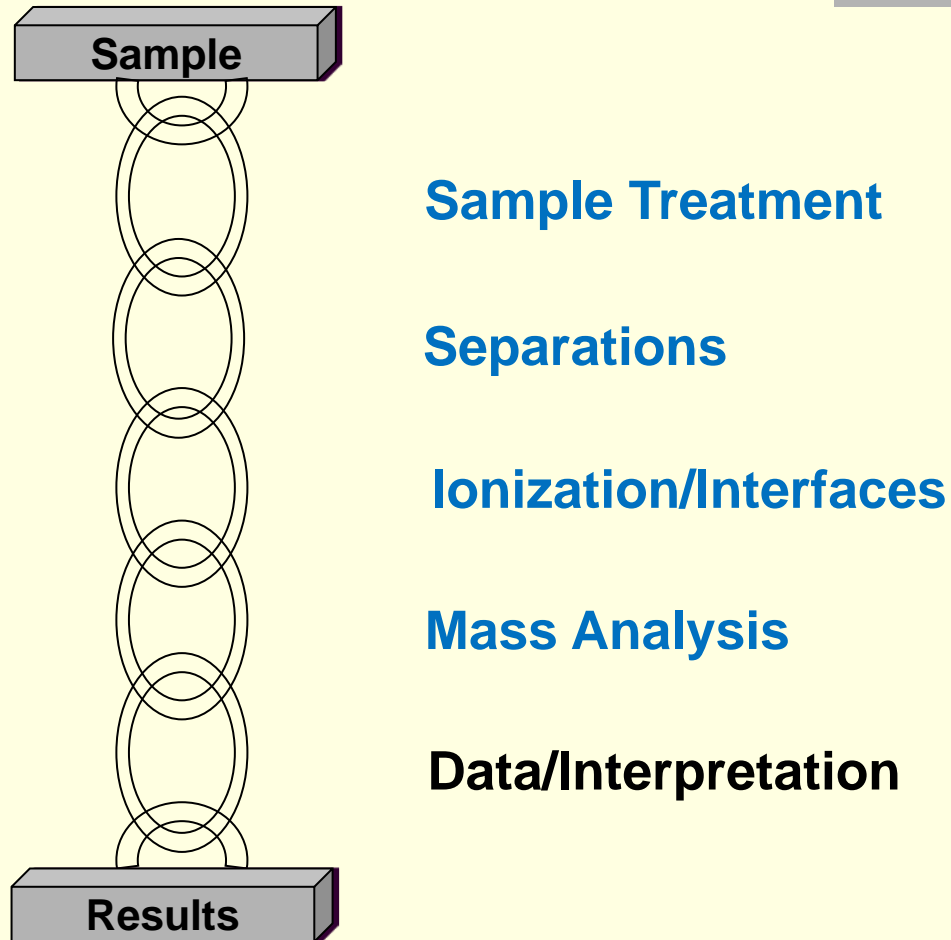 Sample
Sample Treatment
Separations
Ionization/Interfaces
Mass Analysis
Data/Interpretation
Results